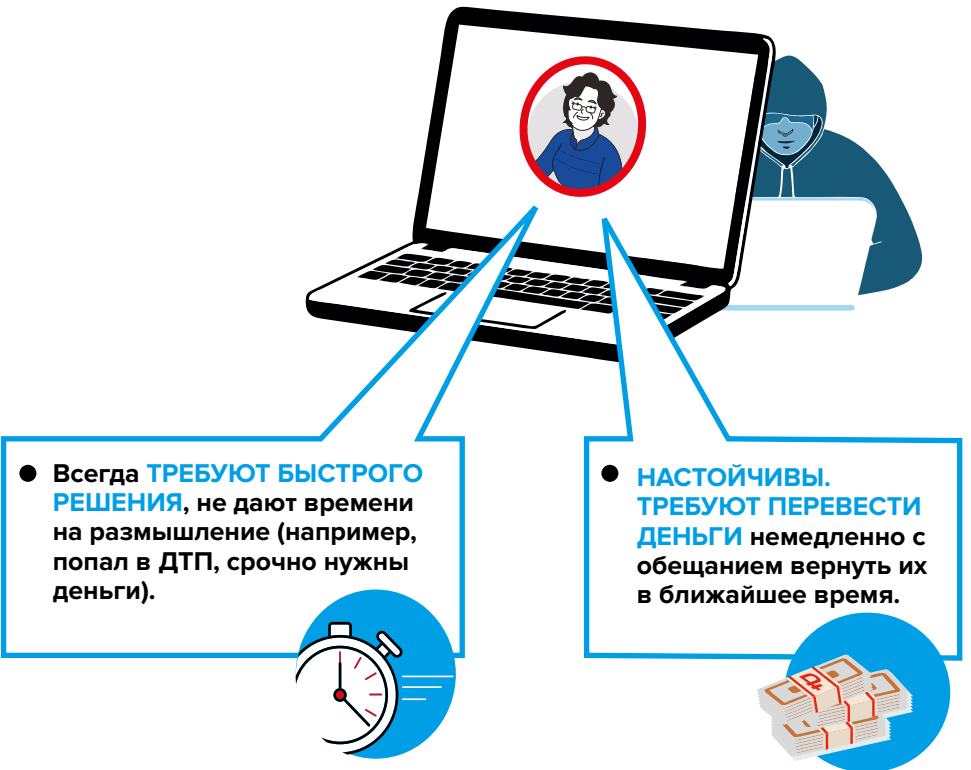 ● Всегда ТРЕБУЮТ БЫСТРОГО
РЕШЕНИЯ, не дают времени
на размышление (например,
попал в ДТП, срочно нужны
деньги).
● НАСТОЙЧИВЫ.
ТРЕБУЮТ ПЕРЕВЕСТИ
ДЕНЬГИ немедленно с
обещанием вернуть их
в ближайшее время.
₽